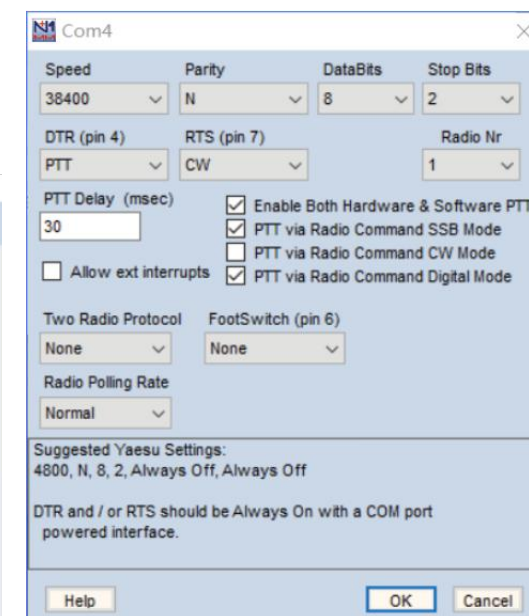 N1 Com4
Speed Parity DataBits Stop Bits
38400 N 8 2
DTR (pin 4) RTS (pin 7) Radio Nr
PTT CW 1
PTT Delay (msec)
30
Enable Both Hardware & Software PTT
PTT via Radio Command SSB Mode
PTT via Radio Command CW Mode
Allow ext interrupts
PTT via Radio Command Digital Mode
Two Radio Protocol FootSwitch (pin 6)
None None
Radio Polling Rate
Normal
Suggested Yaesu Settings:
4800, N, 8, 2, Always Off, Always Off
DTR and / or RTS should be Always On with a COM port
powered interface.
Help OK Cancel